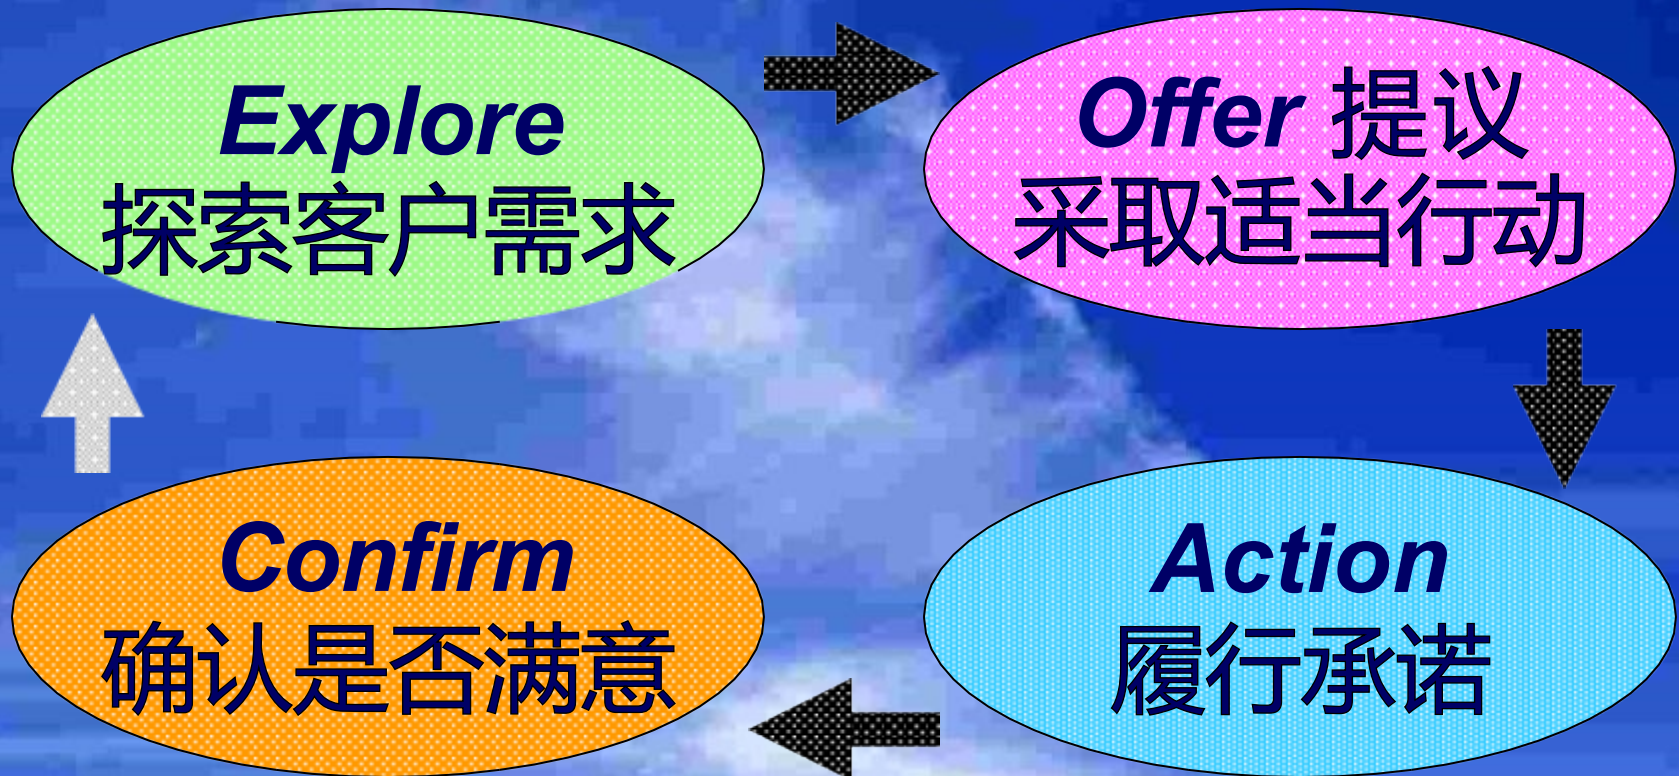 Explore
探索客户需求
Offer 提议
采取适当行动
Action
履行承诺
Confirm
确认是否满意